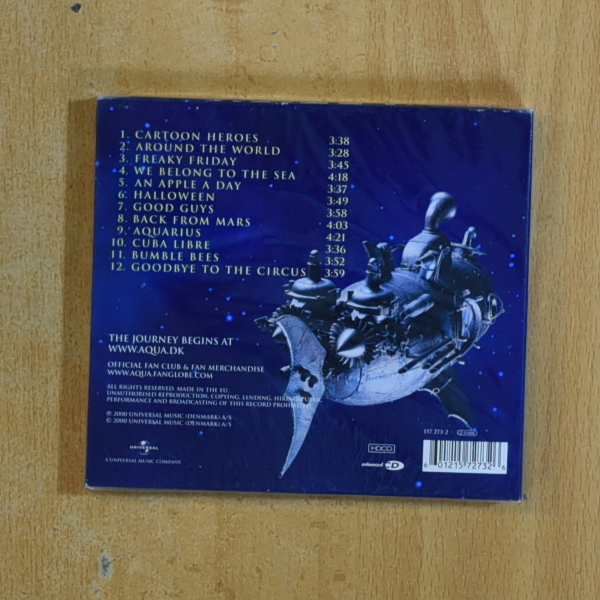 1. CARTOON HEROES 3:38
2. AROUND THE WORLD 3:28
3. FREAKY FRIDAY 3:45
4. WE BELONG TO THE SEA 4:18
5. AN APPLE A DAY 3:37
6. HALLOWEEN 3:49
7. GOOD GUYS 3:58
8. BACK FROM MARS 4:03
9. AQUARIUS 4:21
10. CUBA LIBRE 3:36
11. BUMBLE BEES 3:52
12. GOODBYE TO THE CIRCUS 3:59
THE JOURNEY BEGINS AT
WWW.AQUA.DK
OFFICIAL FAN CLUB & FAN MERCHANDISE
WWW.AQUA.FANGLOBE.COM
ALL RIGHTS RESERVED. MADE IN THE EU.
UNAUTHORISED REPRODUCTION, COPYING, LENDING, HIRING, PUBLIC
PERFORMANCE AND BROADCASTING OF THIS RECORD PROHIBITED.
℗ 2000 UNIVERSAL MUSIC (DENMARK) A/S
© 2000 UNIVERSAL MUSIC (DENMARK) A/S
UNIVERSAL
A UNIVERSAL MUSIC COMPANY
HDCD
enhanced CD
157 273-2
6 01215 72732 6